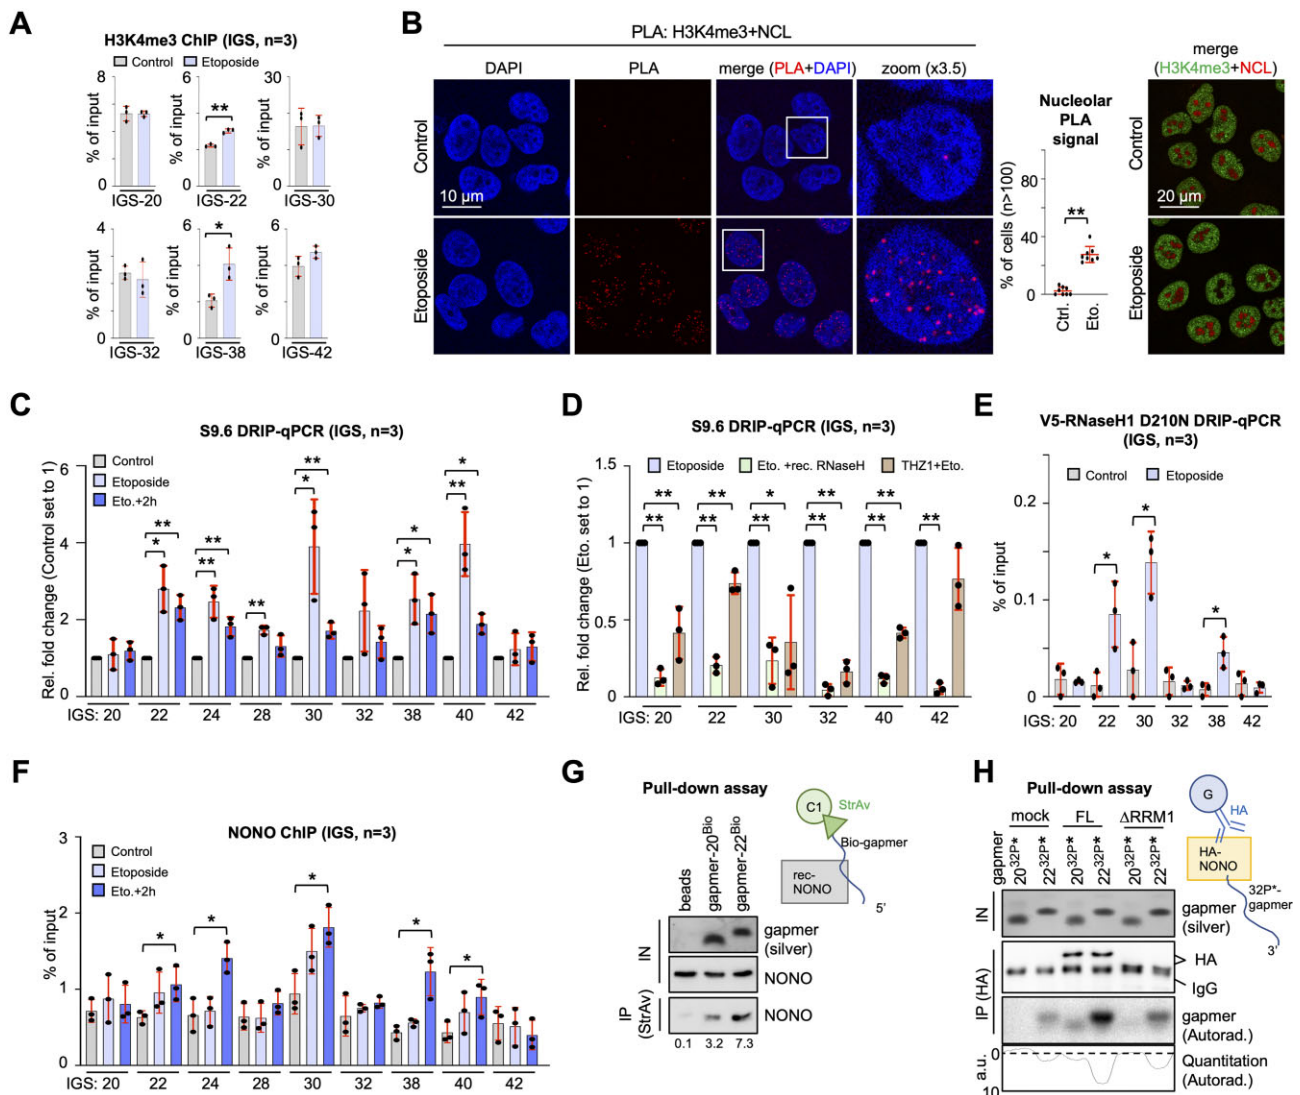 A
H3K4me3 ChIP (IGS, n=3)
Control Etoposide
% of input
8
4
0
IGS-20
% of input
6
3
0
**
IGS-22
% of input
30
15
0
IGS-30
% of input
4
2
0
IGS-32
% of input
6
3
0
*
IGS-38
% of input
6
3
0
IGS-42
B
PLA: H3K4me3+NCL
DAPI PLA merge (PLA+DAPI) zoom (x3.5)
Control
10 µm
Etoposide
Nucleolar
PLA
signal
% of cells (n>100)
80
40
0
**
Ctrl.
Eto.
merge
(H3K4me3+NCL)
Control
20 µm
Etoposide
C
S9.6 DRIP-qPCR (IGS, n=3)
Rel. fold change (Control set to 1)
6
4
2
1
0
Control
Etoposide
Eto.+2h
** * ** ** ** ** * * * * **
IGS: 20 22 24 28 30 32 38 40 42
D
S9.6 DRIP-qPCR (IGS, n=3)
Rel. fold change (Eto. set to 1)
1.5
1
0.5
0
Etoposide Eto. +rec. RNaseH THZ1+Eto.
** ** * ** **
** ** ** ** ** **
IGS: 20 22 30 32 40 42
E
V5-RNaseH1 D210N DRIP-qPCR
(IGS, n=3)
Control Etoposide
% of input
0.2
0.1
0
* * *
IGS: 20 22 30 32 38 42
F
NONO ChIP (IGS, n=3)
% of input
3
2
1
0
Control
Etoposide
Eto.+2h
* * * * *
IGS: 20 22 24 28 30 32 38 40 42
G
Pull-down assay
beads
gapmer-20Bio
gapmer-22Bio
C1
StrAv
Bio-gapmer
rec-
NONO
5'
IN
gapmer
(silver)
NONO
IP
(StrAv)
NONO
0.1 3.2 7.3
H
Pull-down assay
mock FL ΔRRM1
gapmer
2032P* 2232P* 2032P* 2232P* 2032P* 2232P*
G
HA
HA-
NONO
32P*-
gapmer
3'
IN
gapmer
(silver)
IP (HA)
HA
IgG
gapmer
(Autorad.)
a.u.
0
10
Quantitation
(Autorad.)